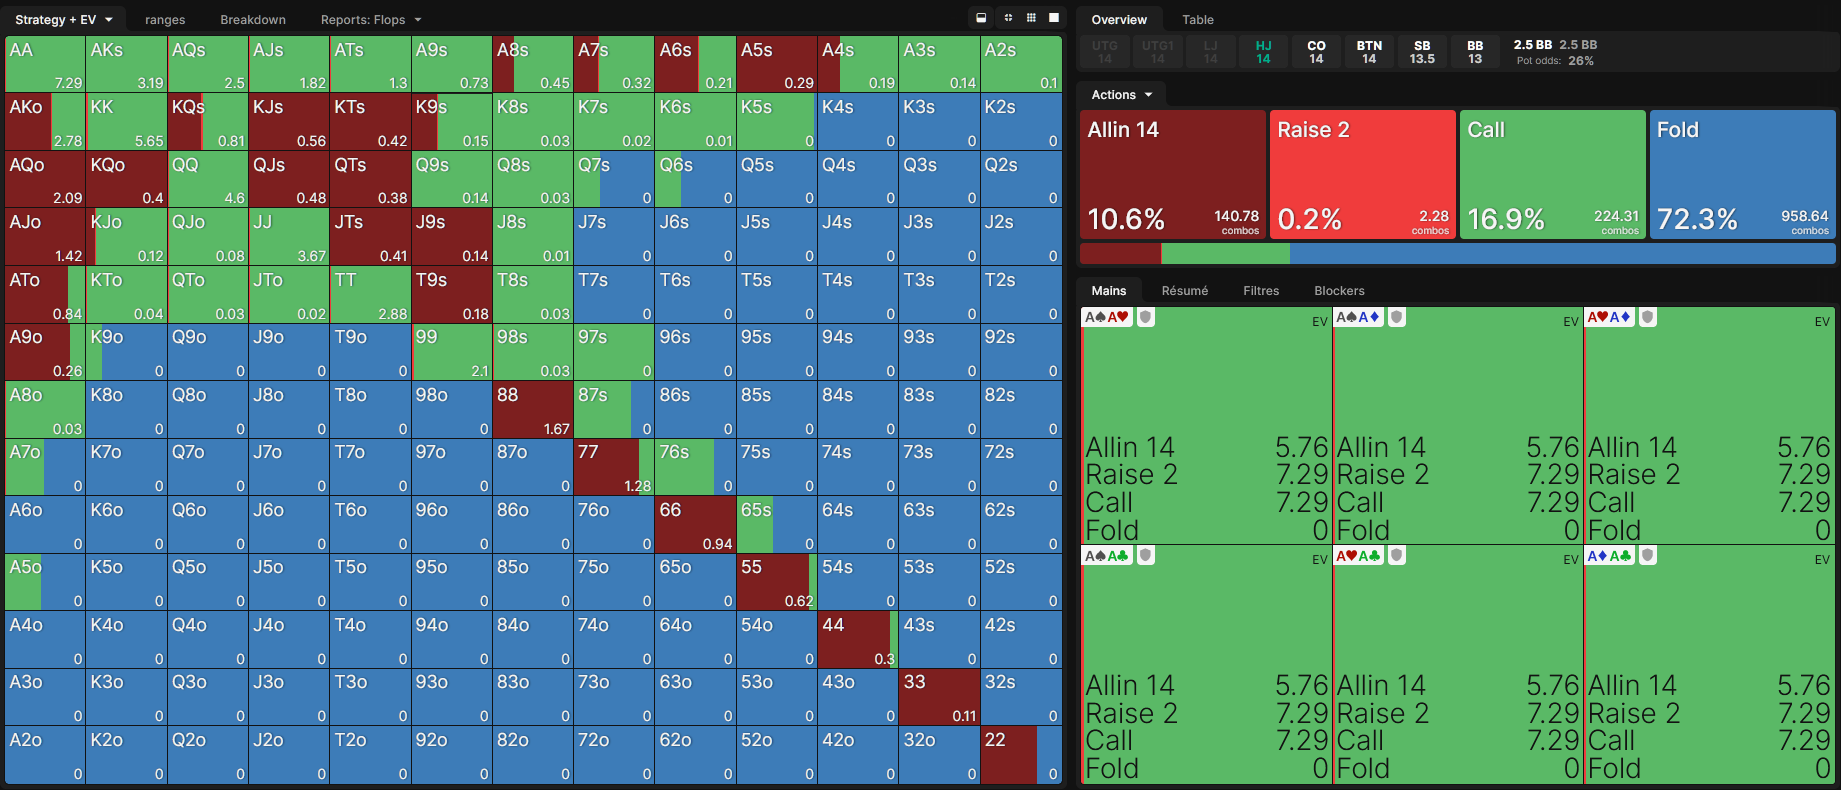 Strategy + EV ranges Breakdown Reports: Flops
AA AKs AQs AJs ATs A9s A8s A7s A6s A5s A4s A3s A2s
7.29 3.19 2.5 1.82 1.3 0.73 0.45 0.32 0.21 0.29 0.19 0.14 0.1
AKo KK KQs KJs KTs K9s K8s K7s K6s K5s K4s K3s K2s
2.78 5.65 0.81 0.56 0.42 0.15 0.03 0.02 0.01 0 0 0 0
AQo KQo QQ QJs QTs Q9s Q8s Q7s Q6s Q5s Q4s Q3s Q2s
2.09 0.4 4.6 0.48 0.38 0.14 0.03 0 0 0 0 0 0
AJo KJo QJo JJ JTs J9s J8s J7s J6s J5s J4s J3s J2s
1.42 0.12 0.08 3.67 0.41 0.14 0.01 0 0 0 0 0 0
ATo KTo QTo JTo TT T9s T8s T7s T6s T5s T4s T3s T2s
0.84 0.04 0.03 0.02 2.88 0.18 0.03 0 0 0 0 0 0
A9o K9o Q9o J9o T9o 99 98s 97s 96s 95s 94s 93s 92s
0.26 0 0 0 0 2.1 0.03 0 0 0 0 0 0
A8o K8o Q8o J8o T8o 98o 88 87s 86s 85s 84s 83s 82s
0.03 0 0 0 0 0 1.67 0 0 0 0 0 0
A7o K7o Q7o J7o T7o 97o 87o 77 76s 75s 74s 73s 72s
0 0 0 0 0 0 0 1.28 0 0 0 0 0
A6o K6o Q6o J6o T6o 96o 86o 76o 66 65s 64s 63s 62s
0 0 0 0 0 0 0 0 0.94 0 0 0 0
A5o K5o Q5o J5o T5o 95o 85o 75o 65o 55 54s 53s 52s
0 0 0 0 0 0 0 0 0 0.62 0 0 0
A4o K4o Q4o J4o T4o 94o 84o 74o 64o 54o 44 43s 42s
0 0 0 0 0 0 0 0 0 0 0.3 0 0
A3o K3o Q3o J3o T3o 93o 83o 73o 63o 53o 43o 33 32s
0 0 0 0 0 0 0 0 0 0 0 0.11 0
A2o K2o Q2o J2o T2o 92o 82o 72o 62o 52o 42o 32o 22
0 0 0 0 0 0 0 0 0 0 0 0 0
Overview Table
UTG UTG1 LJ HJ CO BTN SB BB 2.5 BB 2.5 BB
14 14 14 14 14 14 13.5 13 Pot odds: 26%
Actions
Allin 14 Raise 2 Call Fold
10.6% 140.78 combos 0.2% 2.28 combos 16.9% 224.31 combos 72.3% 958.64 combos
Mains Résumé Filtres Blockers
A♠A♥ EV A♠A♦ EV A♥A♦ EV
Allin 14 5.76 Allin 14 5.76 Allin 14 5.76
Raise 2 7.29 Raise 2 7.29 Raise 2 7.29
Call 7.29 Call 7.29 Call 7.29
Fold 0 Fold 0 Fold 0
A♠A♣ EV A♥A♣ EV A♦A♣ EV
Allin 14 5.76 Allin 14 5.76 Allin 14 5.76
Raise 2 7.29 Raise 2 7.29 Raise 2 7.29
Call 7.29 Call 7.29 Call 7.29
Fold 0 Fold 0 Fold 0